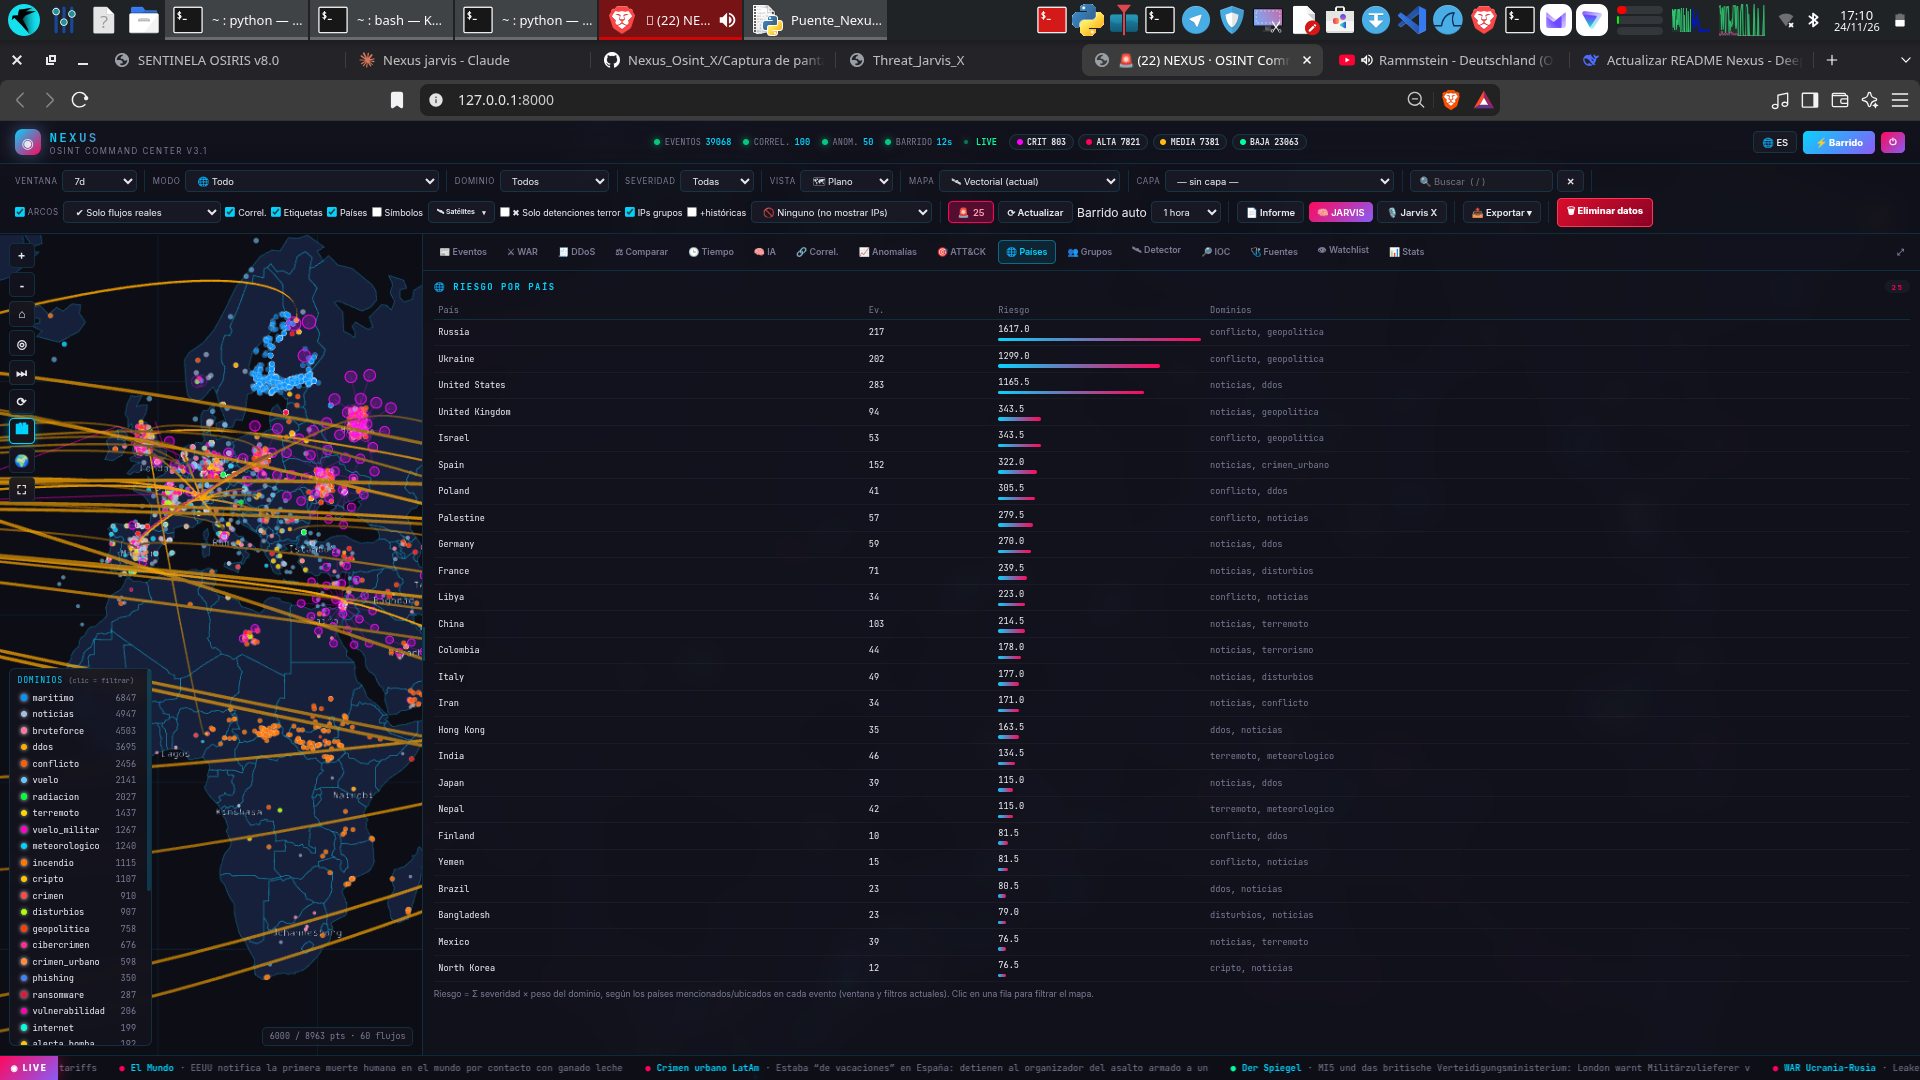 ~ : python — ...
~ : bash — K...
~ : python — ...
(22) NE...
Puente_Nexu...
17:10
24/11/26
SENTINELA OSIRIS v8.0
Nexus jarvis - Claude
Nexus_Osint_X/Captura de pant
Threat_Jarvis_X
(22) NEXUS · OSINT Com
Rammstein - Deutschland (O
Actualizar README Nexus - Dee
127.0.0.1:8000
NEXUS
OSINT COMMAND CENTER V3.1
EVENTOS 39068
CORREL. 100
ANOM. 50
BARRIDO 12s
LIVE
CRIT 803
ALTA 7821
MEDIA 7381
BAJA 23063
ES
Barrido
VENTANA 7d
MODO Todo
DOMINIO Todos
SEVERIDAD Todas
VISTA Plano
MAPA Vectorial (actual)
CAPA — sin capa —
Buscar ( / )
ARCOS ✔ Solo flujos reales
Correl.
Etiquetas
Países
Símbolos
Satélites
✖ Solo detenciones terror
IPs grupos
+históricas
Ninguno (no mostrar IPs)
25
Actualizar
Barrido auto 1 hora
Informe
JARVIS
Jarvis X
Exportar ▾
Eliminar datos
Eventos
WAR
DDoS
Comparar
Tiempo
IA
Correl.
Anomalías
ATT&CK
Países
Grupos
Detector
IOC
Fuentes
Watchlist
Stats
RIESGO POR PAÍS
25
País Ev. Riesgo Dominios
Russia 217 1617.0 conflicto, geopolitica
Ukraine 202 1299.0 conflicto, geopolitica
United States 283 1165.5 noticias, ddos
United Kingdom 94 343.5 noticias, geopolitica
Israel 53 343.5 conflicto, geopolitica
Spain 152 322.0 noticias, crimen_urbano
Poland 41 305.5 conflicto, ddos
Palestine 57 279.5 conflicto, noticias
Germany 59 270.0 noticias, ddos
France 71 239.5 noticias, disturbios
Libya 34 223.0 conflicto, noticias
China 103 214.5 noticias, terremoto
Colombia 44 178.0 noticias, terrorismo
Italy 49 177.0 noticias, disturbios
Iran 34 171.0 noticias, conflicto
Hong Kong 35 163.5 ddos, noticias
India 46 134.5 terremoto, meteorologico
Japan 39 115.0 noticias, ddos
Nepal 42 115.0 terremoto, meteorologico
Finland 10 81.5 conflicto, ddos
Yemen 15 81.5 conflicto, noticias
Brazil 23 80.5 ddos, noticias
Bangladesh 23 79.0 disturbios, noticias
Mexico 39 76.5 noticias, terremoto
North Korea 12 76.5 cripto, noticias
Riesgo = Σ severidad × peso del dominio, según los países mencionados/ubicados en cada evento (ventana y filtros actuales). Clic en una fila para filtrar el mapa.
Lagos
Nairobi
Kinshasa
Johannesburg
DOMINIOS (clic = filtrar)
maritimo 6847
noticias 4947
bruteforce 4503
ddos 3695
conflicto 2456
vuelo 2141
radiacion 2027
terremoto 1437
vuelo_militar 1267
meteorologico 1240
incendio 1115
cripto 1107
crimen 910
disturbios 907
geopolitica 758
cibercrimen 676
crimen_urbano 598
phishing 350
ransomware 287
vulnerabilidad 206
internet 199
alerta_bomba 192
6000 / 8963 pts · 60 flujos
LIVE
tariffs
El Mundo · EEUU notifica la primera muerte humana en el mundo por contacto con ganado leche
Crimen urbano LatAm · Estaba “de vacaciones” en España: detienen al organizador del asalto armado a un
Der Spiegel · MI5 und das britische Verteidigungsministerium: London warnt Militärzulieferer v
WAR Ucrania-Rusia · Leake